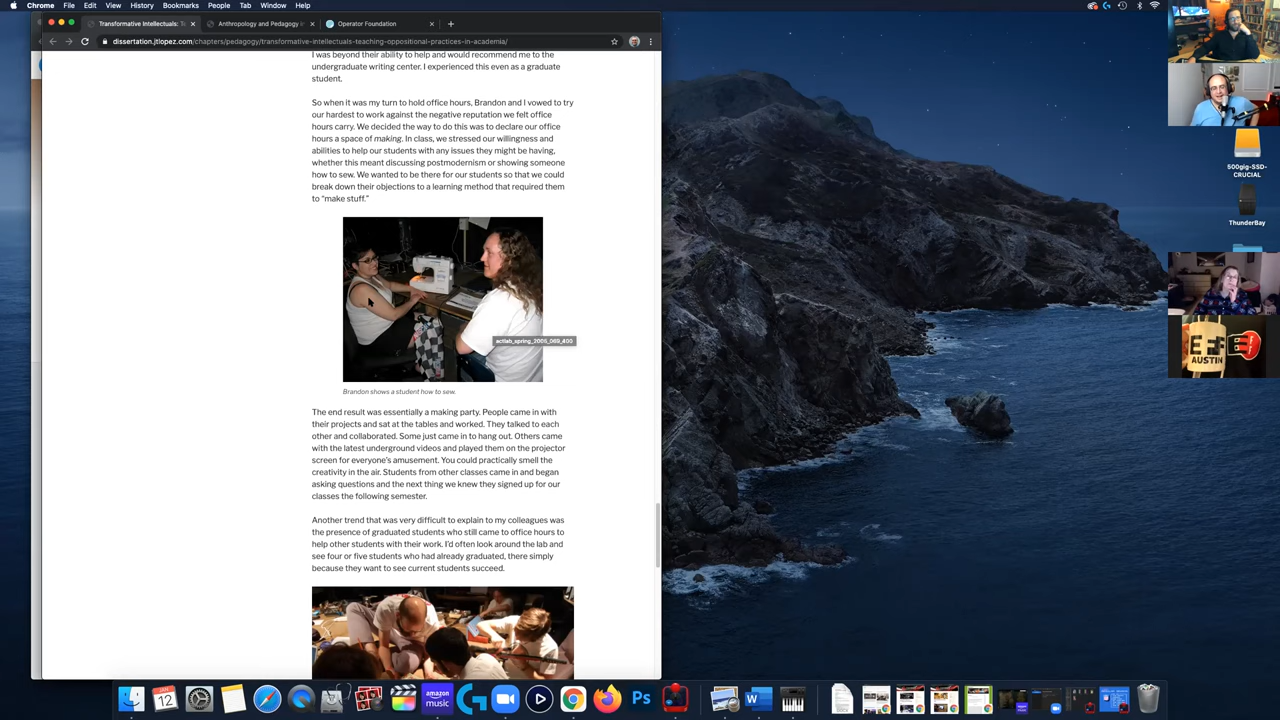 Chrome File Edit View History Bookmarks People Tab Window Help
Transformative Intellectuals: Te
Anthropology and Pedagogy i
Operator Foundation
dissertation.jtlopez.com/chapters/pedagogy/transformative-intellectuals-teaching-oppositional-practices-in-academia/
I was beyond their ability to help and would recommend me to the
undergraduate writing center. I experienced this even as a graduate
student.
So when it was my turn to hold office hours, Brandon and I vowed to try
our hardest to work against the negative reputation we felt office
hours carry. We decided the way to do this was to declare our office
hours a space of making. In class, we stressed our willingness and
abilities to help our students with any issues they might be having,
whether this meant discussing postmodernism or showing someone
how to sew. We wanted to be there for our students so that we could
break down their objections to a learning method that required them
to “make stuff.”
actlab_spring_2005_069_400
Brandon shows a student how to sew.
The end result was essentially a making party. People came in with
their projects and sat at the tables and worked. They talked to each
other and collaborated. Some just came in to hang out. Others came
with the latest underground videos and played them on the projector
screen for everyone's amusement. You could practically smell the
creativity in the air. Students from other classes came in and began
asking questions and the next thing we knew they signed up for our
classes the following semester.
Another trend that was very difficult to explain to my colleagues was
the presence of graduated students who still came to office hours to
help other students with their work. I'd often look around the lab and
see four or five students who had already graduated, there simply
because they want to see current students succeed.
500gig-SSD-
CRUCIAL
ThunderBay
EFF
AUSTIN
JAN
12
amazon
music
Ps
W